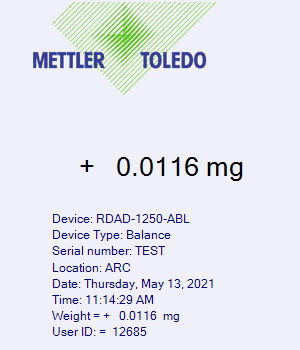 METTLER TOLEDO
+ 0.0116 mg
Device: RDAD-1250-ABL
Device Type: Balance
Serial number: TEST
Location: ARC
Date: Thursday, May 13, 2021
Time: 11:14:29 AM
Weight = + 0.0116 mg
User ID: = 12685